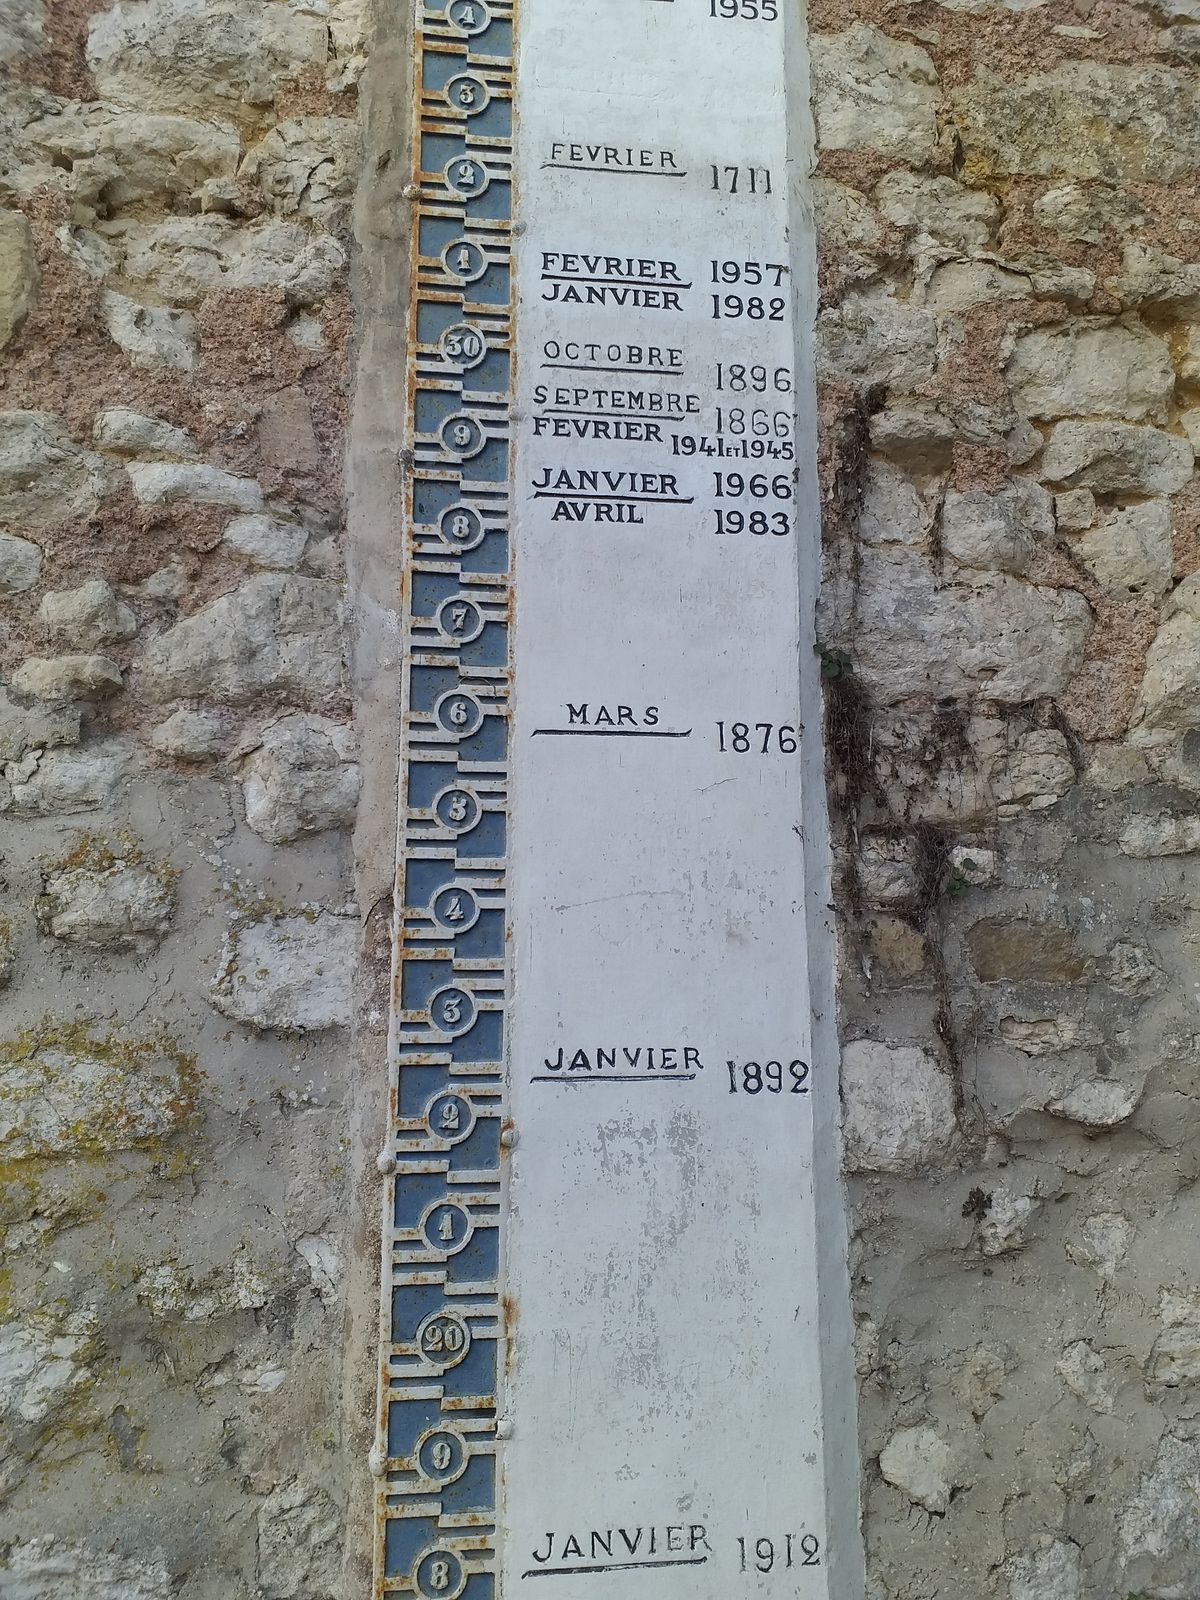 4
1955
3
FEVRIER 1711
2
1
FEVRIER 1957
JANVIER 1982
30
OCTOBRE 1896
SEPTEMBRE 1866
9
FEVRIER 1941 ET 1945
JANVIER 1966
8
AVRIL 1983
7
6
MARS 1876
5
4
3
JANVIER 1892
2
1
20
9
8
JANVIER 1912